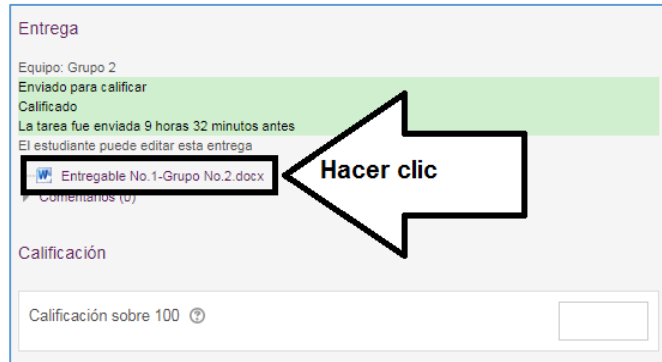 Entrega
Equipo: Grupo 2
Enviado para calificar
Calificado
La tarea fue enviada 9 horas 32 minutos antes
El estudiante puede editar esta entrega
Entregable No.1-Grupo No.2.docx
Hacer clic
Comentarios (0)
Calificación
Calificación sobre 100